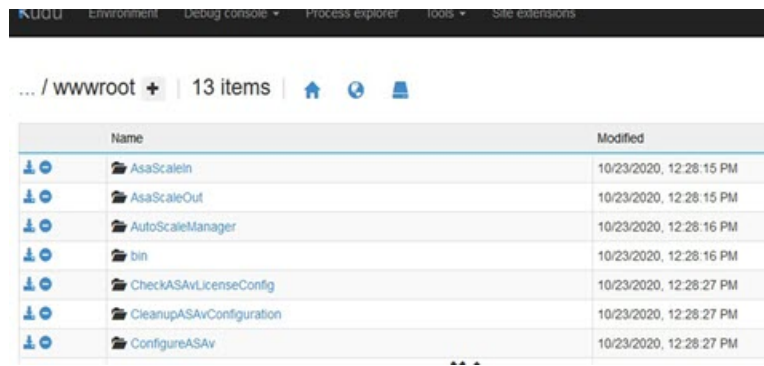 Kudu Environment Debug console Process explorer Tools Site extensions
... / wwwroot + | 13 items |
Name Modified
AsaScaleIn 10/23/2020, 12:28:15 PM
AsaScaleOut 10/23/2020, 12:28:15 PM
AutoScaleManager 10/23/2020, 12:28:16 PM
bin 10/23/2020, 12:28:16 PM
CheckASAvLicenseConfig 10/23/2020, 12:28:27 PM
CleanupASAvConfiguration 10/23/2020, 12:28:27 PM
ConfigureASAv 10/23/2020, 12:28:27 PM